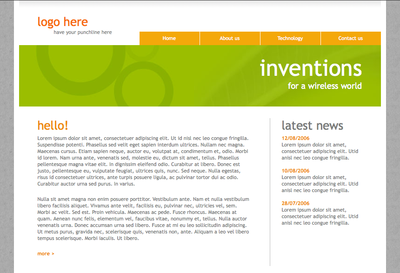 logo here
have your punchline here
Home About us Technology Contact us
inventions
for a wireless world
hello!
Lorem ipsum dolor sit amet, consectetuer adipiscing elit. Ut id nisl nec leo congue fringilla.
Suspendisse potenti. Phasellus sed velit eget sapien interdum ultrices. Nullam nec magna.
Maecenas cursus. Etiam sapien neque, auctor eu, volutpat at, condimentum et, odio. Morbi
id lorem. Nam urna ante, venenatis sed, molestie eu, dictum sit amet, tellus. Phasellus
pellentesque magna vitae elit. In dignissim eleifend odio. Curabitur at libero. Donec est
justo, pellentesque eu, vulputate feugiat, ultrices quis, nunc. Sed neque. Nulla egestas,
risus id consectetuer ultrices, ante turpis posuere ligula, ac pulvinar tortor dui ac odio.
Curabitur auctor urna sed purus. In varius.
Nulla sit amet magna non enim posuere porttitor. Vestibulum ante. Nam et nulla vestibulum
libero facilisis aliquet. Vivamus ac dui vitae nulla facilisis pulvinar. Ut eu libero, nec ultricies vel, sem.
Morbi ac velit. Sed est. Proin vehicula. Maecenas at pede. Fusce rhoncus. Maecenas at
quam. Aenean nunc felis, elementum vel, faucibus vitae, nonummy et, tellus. Nulla auctor
venenatis urna. Donec accumsan urna sed libero. Fusce at mi eu leo sollicitudin adipiscing.
Ut metus purus, gravida nec, scelerisque quis, venenatis non, ante. Aliquam a leo vel libero
tempus scelerisque. Morbi iaculis. Ut libero.
more >
latest news
12/08/2006
Lorem ipsum dolor sit amet,
consectetuer adipiscing elit. Utid
anisi nec leo congue fringilla.
10/08/2006
Lorem ipsum dolor sit amet,
consectetuer adipiscing elit. Utid
anisi nec leo congue fringilla.
28/07/2006
Lorem ipsum dolor sit amet,
consectetuer adipiscing elit. Utid
anisi nec leo congue fringilla.